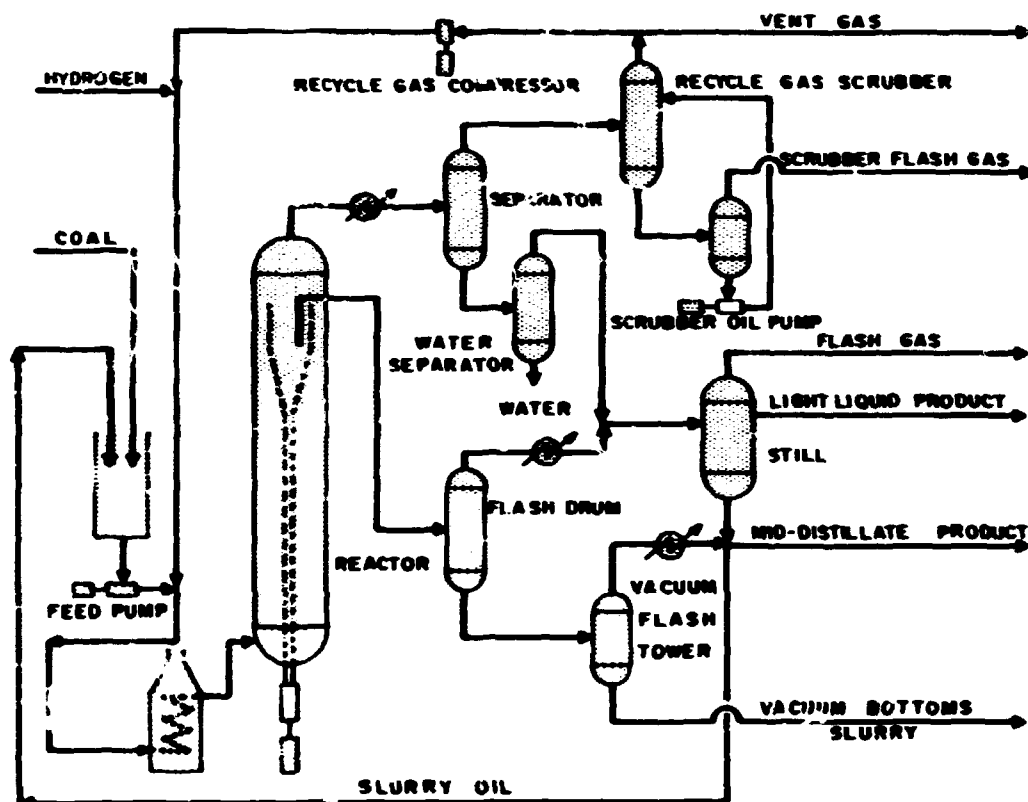 VENT GAS
HYDROGEN
RECYCLE GAS COMPRESSOR
RECYCLE GAS SCRUBBER
SCRUBBER FLASH GAS
SEPARATOR
COAL
SCRUBBER OIL PUMP
WATER
SEPARATOR
FLASH GAS
WATER
LIGHT LIQUID PRODUCT
STILL
FLASH DRUM
MID-DISTILLATE PRODUCT
REACTOR
FEED PUMP
VACUUM
FLASH
TOWER
VACUUM BOTTOMS
SLURRY
SLURRY OIL